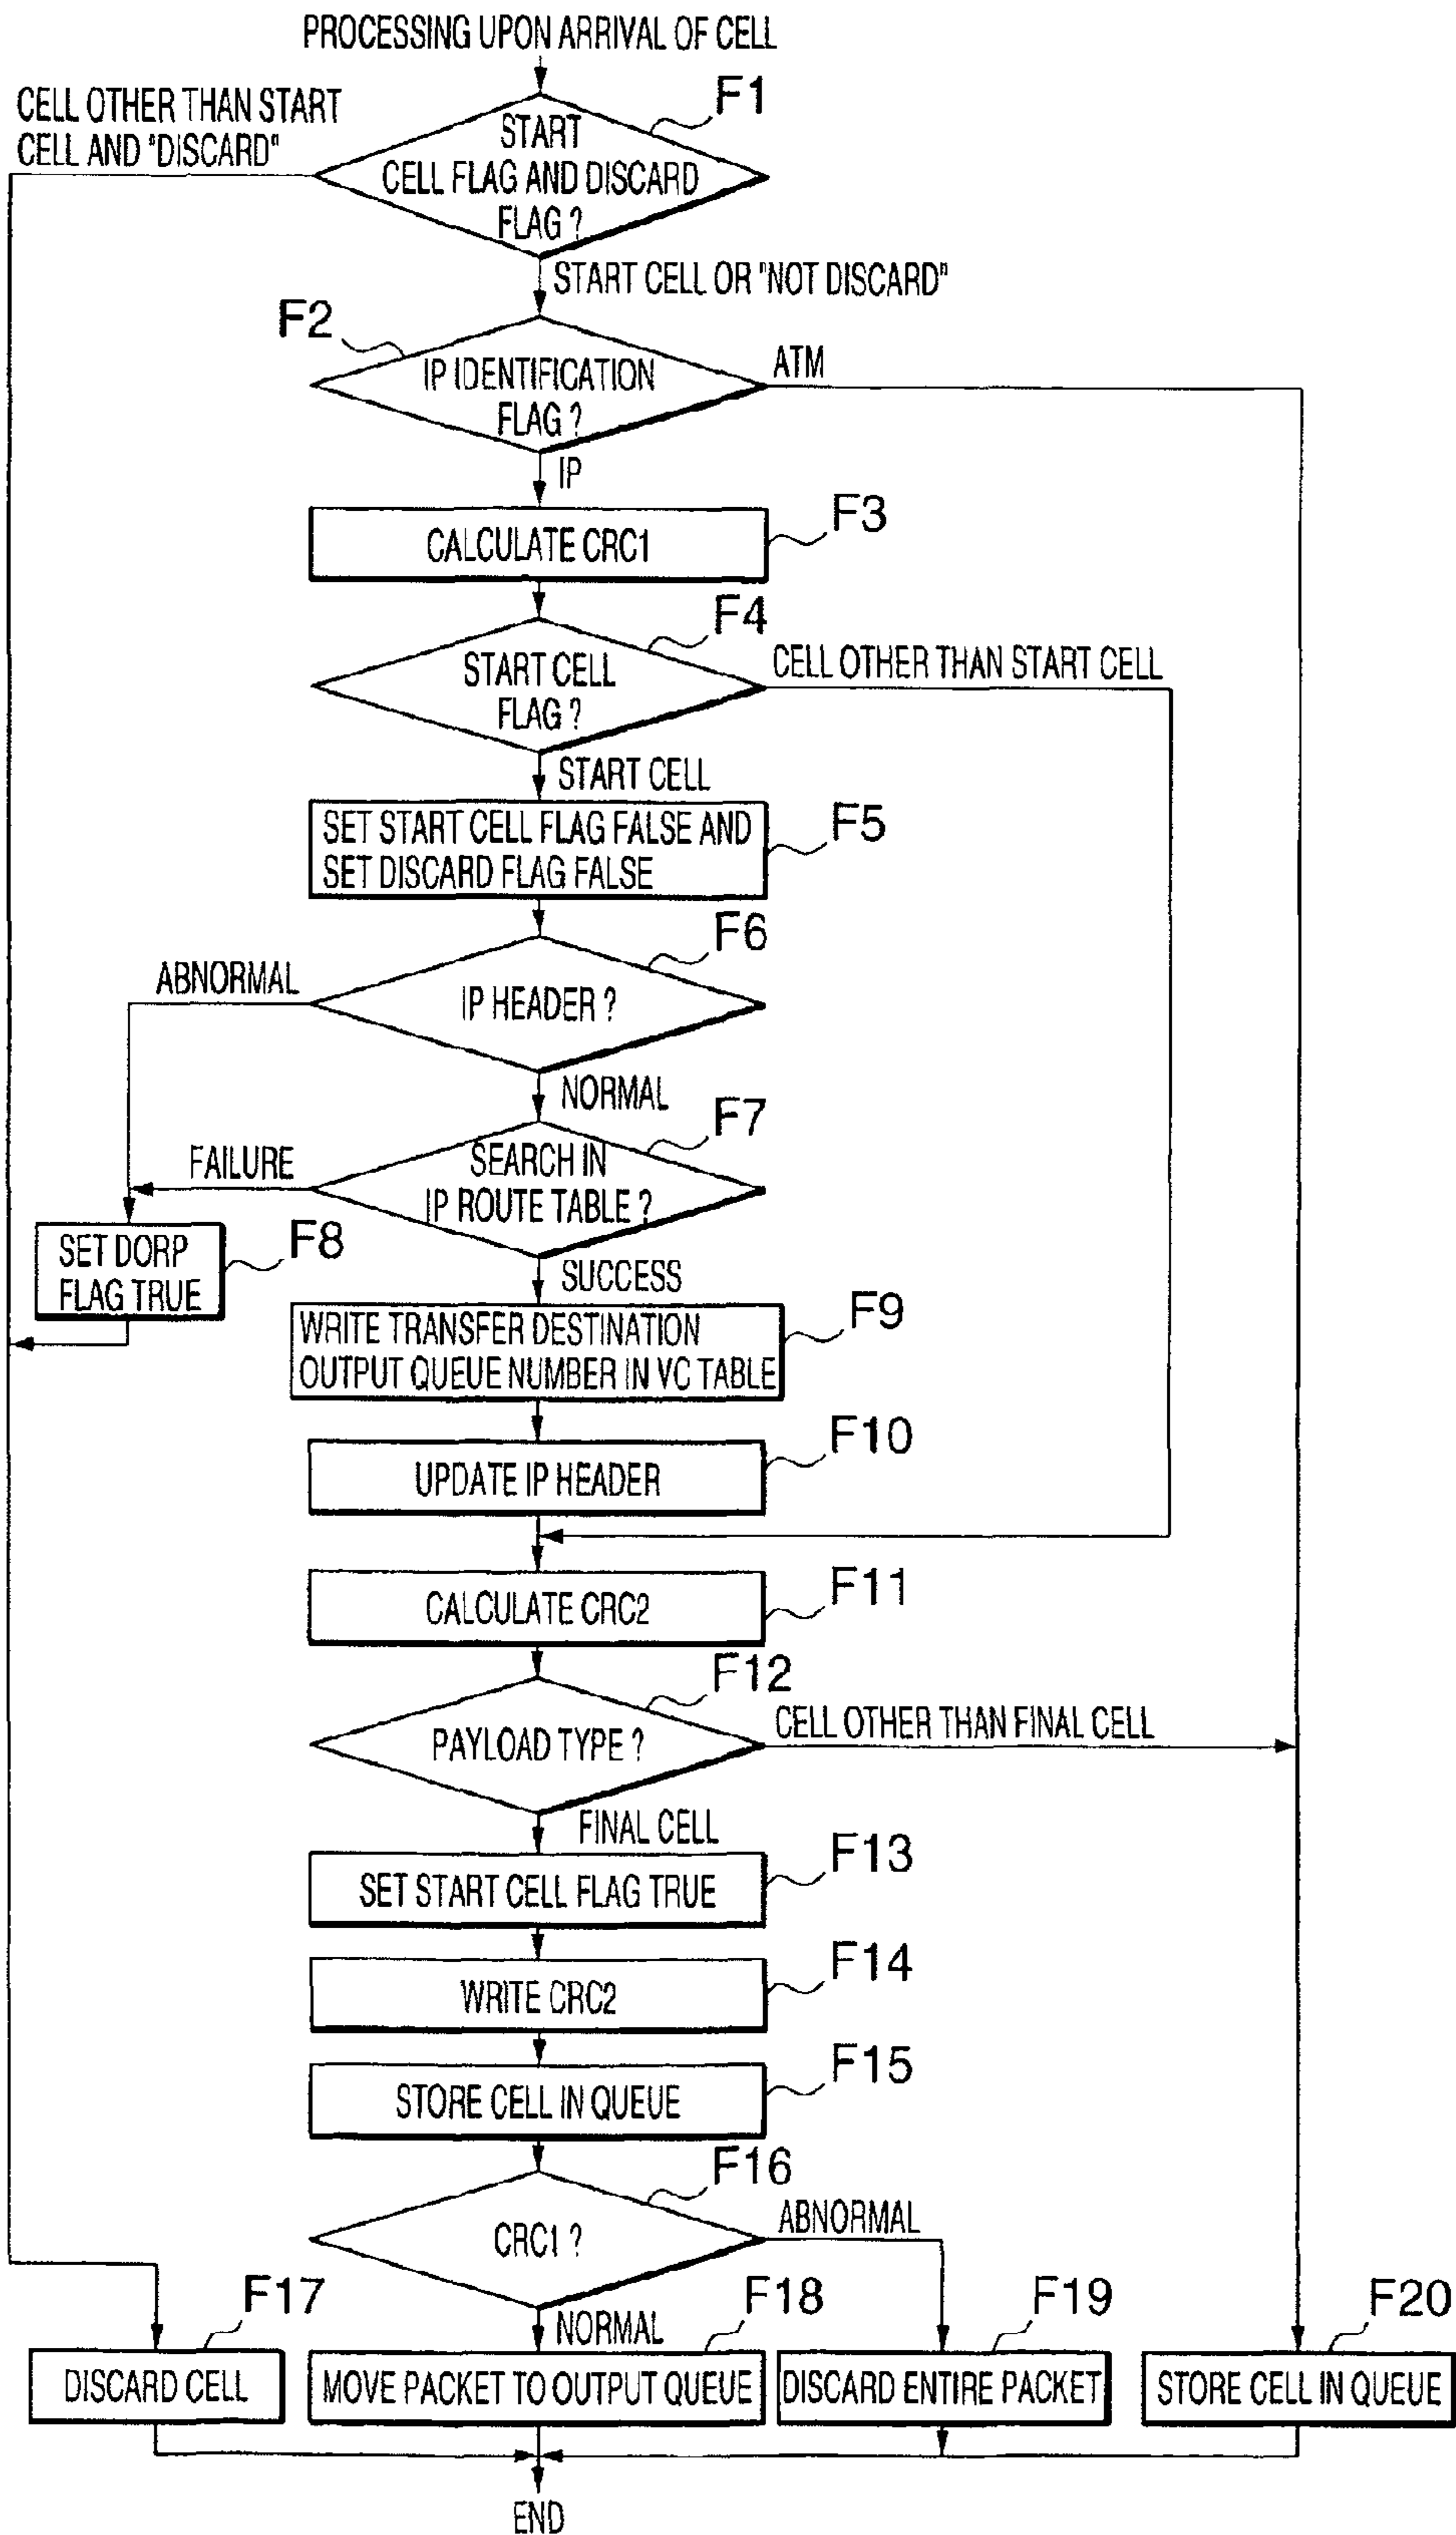 PROCESSING UPON ARRIVAL OF CELL
CELL OTHER THAN START
CELL AND "DISCARD"
F1
START
CELL FLAG AND DISCARD
FLAG ?
START CELL OR "NOT DISCARD"
F2
IP IDENTIFICATION
FLAG ?
ATM
IP
CALCULATE CRC1
F3
F4
START CELL
FLAG ?
CELL OTHER THAN START CELL
START CELL
SET START CELL FLAG FALSE AND
SET DISCARD FLAG FALSE
F5
F6
ABNORMAL
IP HEADER ?
NORMAL
F7
FAILURE
SEARCH IN
IP ROUTE TABLE ?
SET DORP
FLAG TRUE
F8
SUCCESS
WRITE TRANSFER DESTINATION
OUTPUT QUEUE NUMBER IN VC TABLE
F9
UPDATE IP HEADER
F10
CALCULATE CRC2
F11
F12
PAYLOAD TYPE ?
CELL OTHER THAN FINAL CELL
FINAL CELL
SET START CELL FLAG TRUE
F13
WRITE CRC2
F14
STORE CELL IN QUEUE
F15
F16
CRC1 ?
ABNORMAL
NORMAL
F17
F18
F19
F20
DISCARD CELL
MOVE PACKET TO OUTPUT QUEUE
DISCARD ENTIRE PACKET
STORE CELL IN QUEUE
END